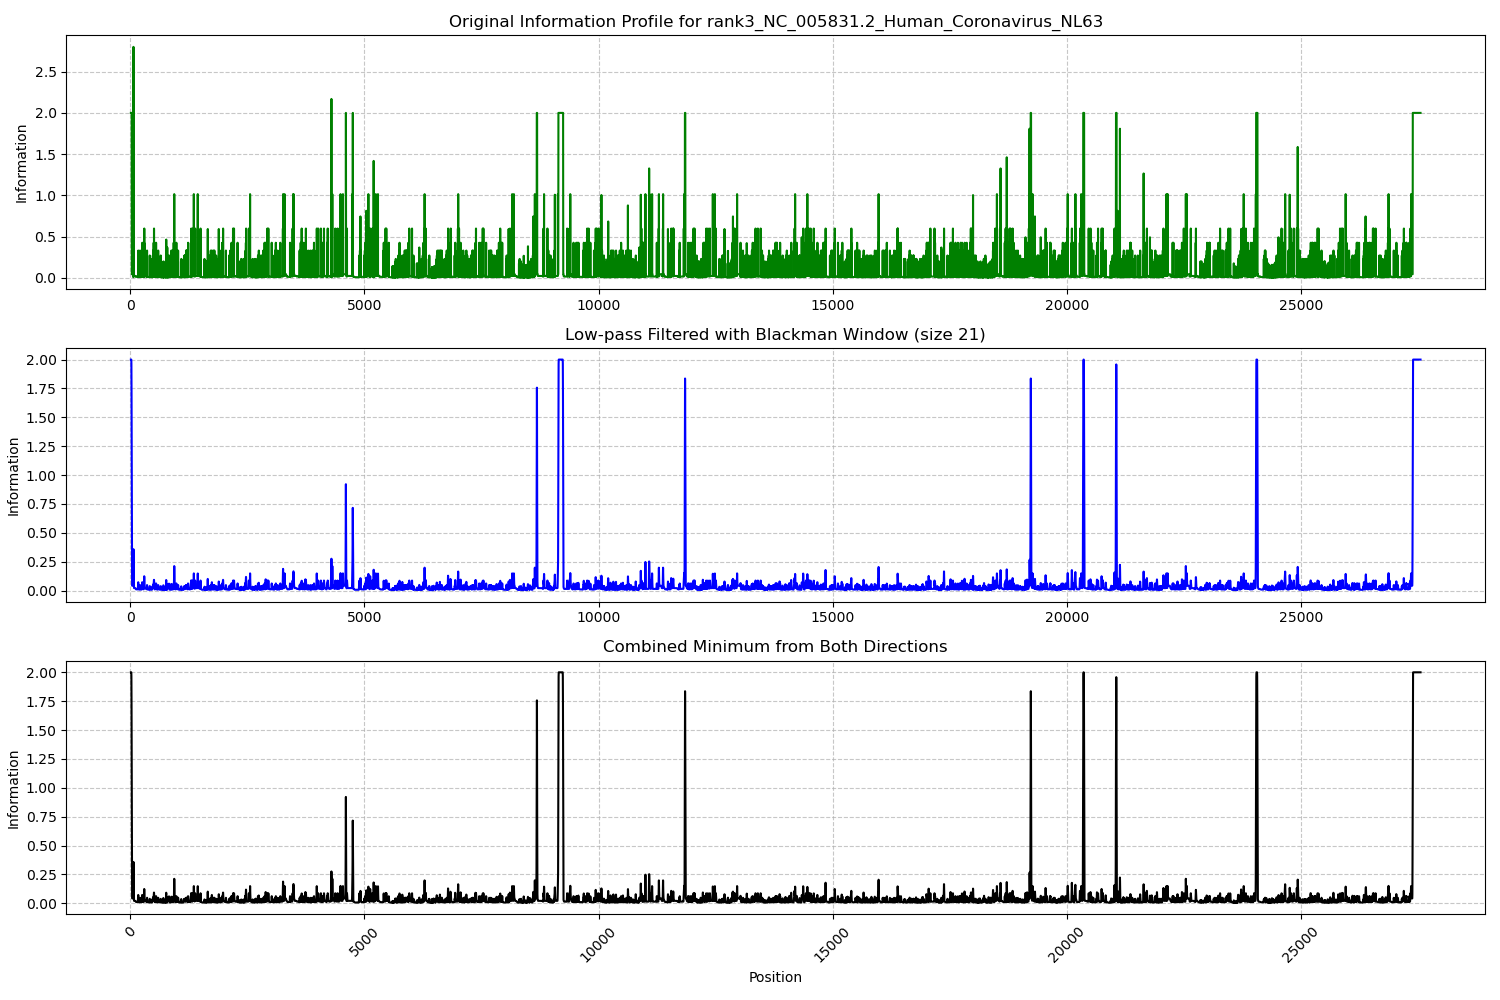 Original Information Profile for rank3_NC_005831.2_Human_Coronavirus_NL63
Information
2.5
2.0
1.5
1.0
0.5
0.0
0 5000 10000 15000 20000 25000
Low-pass Filtered with Blackman Window (size 21)
Information
2.00
1.75
1.50
1.25
1.00
0.75
0.50
0.25
0.00
0 5000 10000 15000 20000 25000
Combined Minimum from Both Directions
Information
2.00
1.75
1.50
1.25
1.00
0.75
0.50
0.25
0.00
0 5000 10000 15000 20000 25000
Position